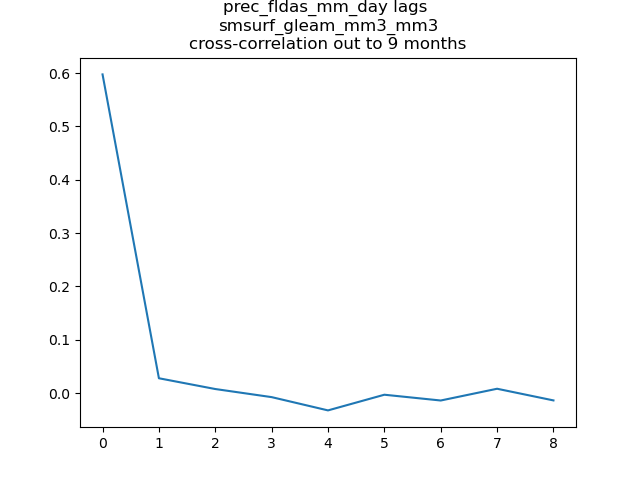 prec_fldas_mm_day lags
smsurf_gleam_mm3_mm3
cross-correlation out to 9 months
0.6
0.5
0.4
0.3
0.2
0.1
0.0
0 1 2 3 4 5 6 7 8